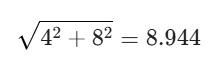 √(4² + 8²) = 8.944